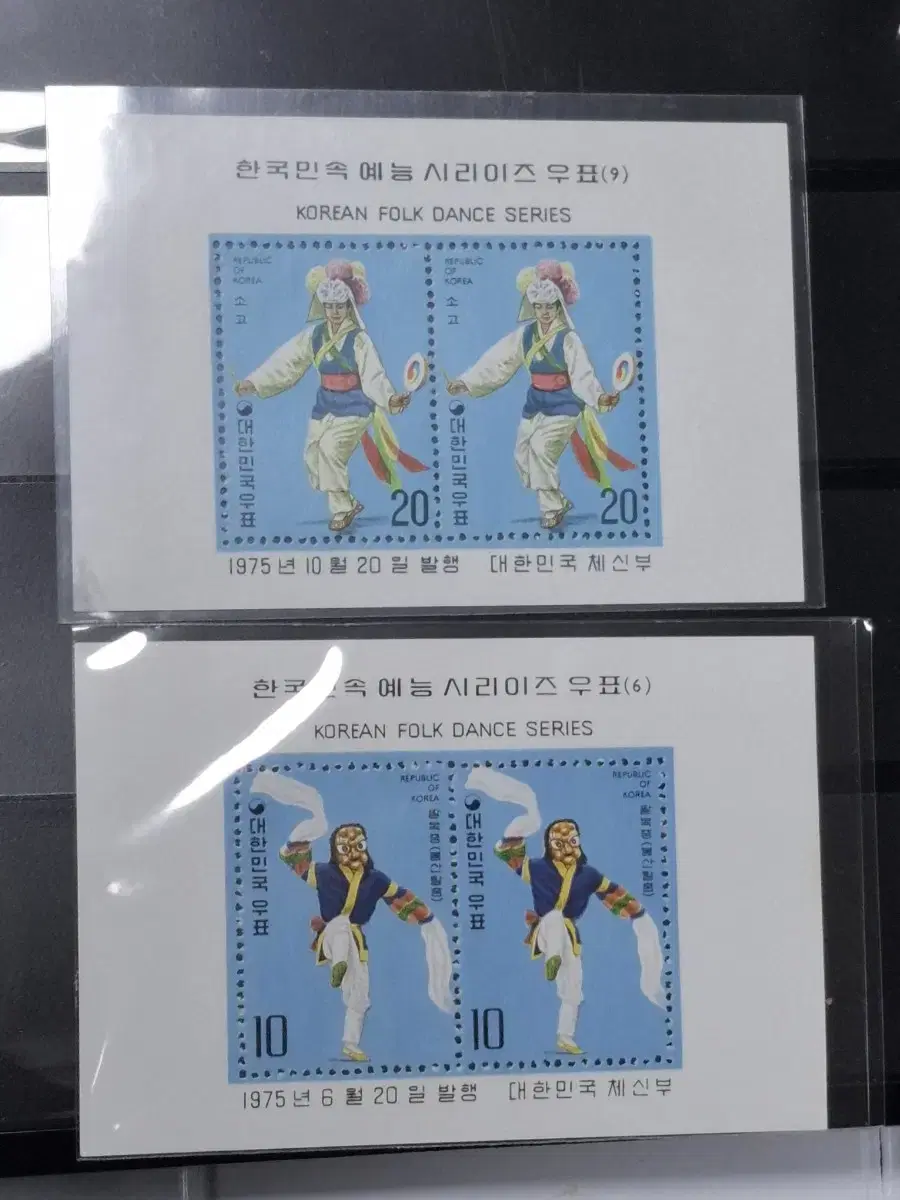 한국민속 예능 시리이즈 우표(9)
KOREAN FOLK DANCE SERIES
REPUBLIC
OF
KOREA
소고
대한민국우표
20
REPUBLIC
OF
KOREA
소고
대한민국우표
20
1975년 10월 20일 발행 대한민국 체신부
한국민속 예능 시리이즈 우표(6)
KOREAN FOLK DANCE SERIES
대한민국우표
REPUBLIC
OF
KOREA
10
대한민국우표
REPUBLIC
OF
KOREA
10
1975년 6월 20일 발행 대한민국 체신부